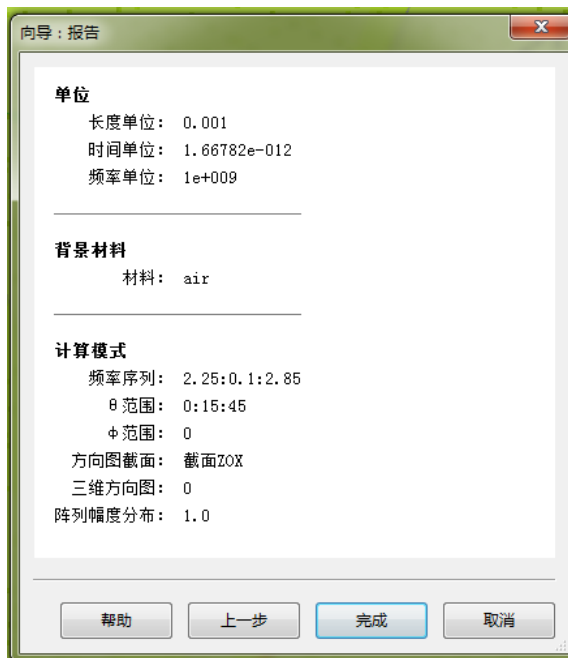 向导：报告
X
单位
长度单位： 0.001
时间单位： 1.66782e-012
频率单位： 1e+009
背景材料
材料： air
计算模式
频率序列： 2.25:0.1:2.85
θ范围： 0:15:45
φ范围： 0
方向图截面： 截面ZOX
三维方向图： 0
阵列幅度分布： 1.0
帮助 上一步 完成 取消